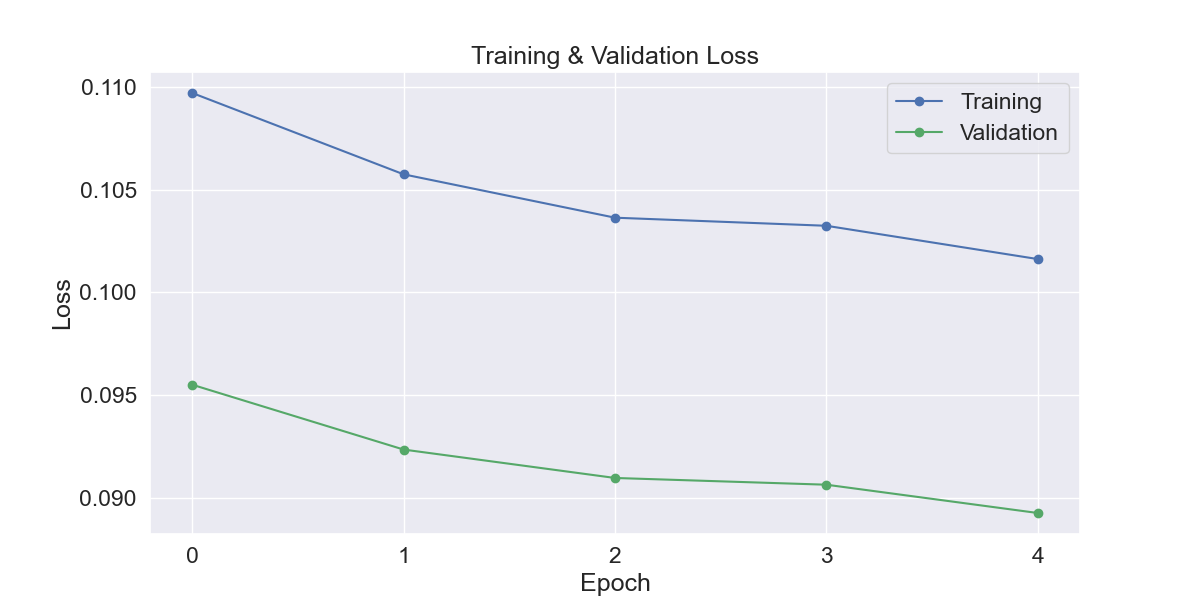 Training & Validation Loss
Training
Validation
Loss
0.110
0.105
0.100
0.095
0.090
0 1 2 3 4
Epoch